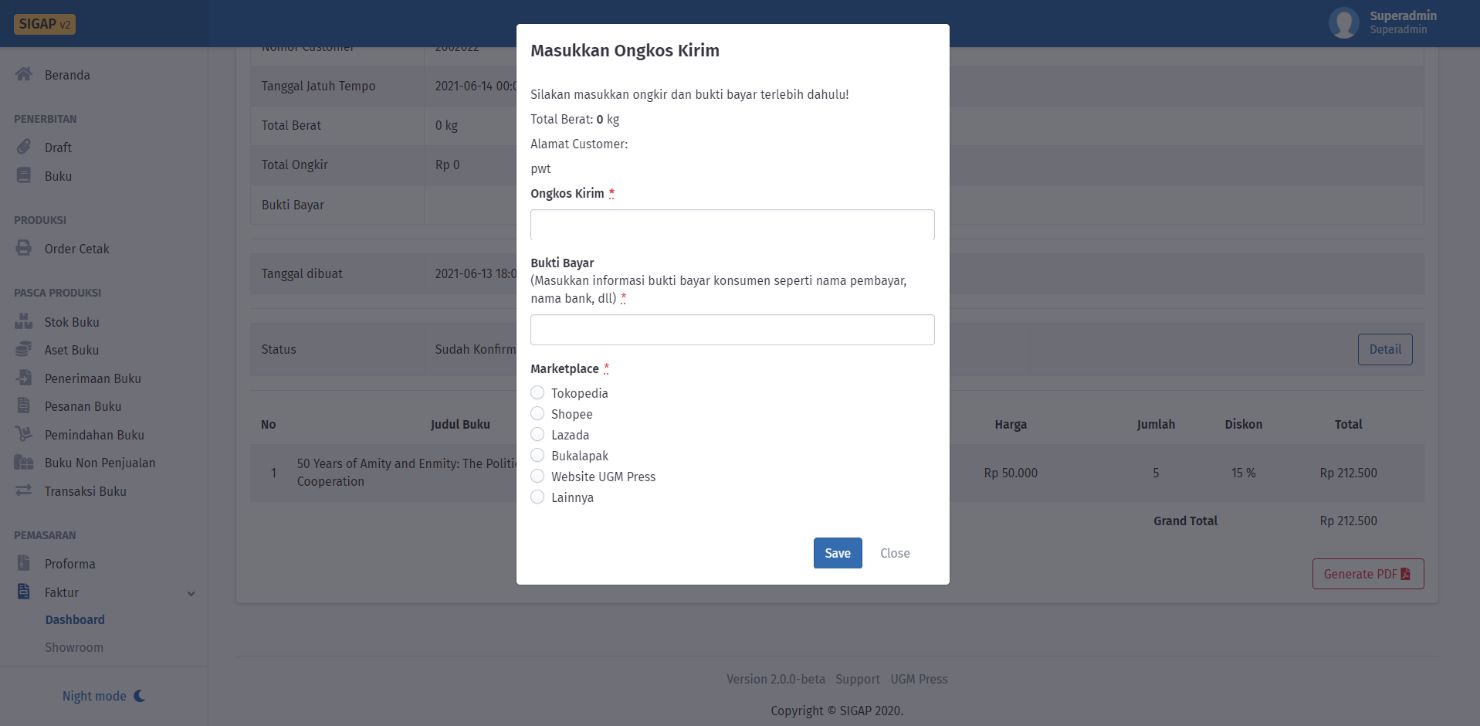 SIGAP v2
Superadmin
Superadmin
Beranda
PENERBITAN
Draft
Buku
PRODUKSI
Order Cetak
PASCA PRODUKSI
Stok Buku
Aset Buku
Penerimaan Buku
Pesanan Buku
Pemindahan Buku
Buku Non Penjualan
Transaksi Buku
PEMASARAN
Proforma
Faktur
Dashboard
Showroom
Night mode
Nomor Customer
Tanggal Jatuh Tempo 2021-06-14 00:
Total Berat 0 kg
Total Ongkir Rp 0
Bukti Bayar
Tanggal dibuat 2021-06-13 18:0
Status Sudah Konfirm
Detail
No Judul Buku Harga Jumlah Diskon Total
1 50 Years of Amity and Enmity: The Politi Rp 50.000 5 15 % Rp 212.500
Cooperation
Grand Total Rp 212.500
Generate PDF
Masukkan Ongkos Kirim
Silakan masukkan ongkir dan bukti bayar terlebih dahulu!
Total Berat: 0 kg
Alamat Customer:
pwt
Ongkos Kirim *
Bukti Bayar
(Masukkan informasi bukti bayar konsumen seperti nama pembayar,
nama bank, dll) *
Marketplace *
Tokopedia
Shopee
Lazada
Bukalapak
Website UGM Press
Lainnya
Save Close
Version 2.0.0-beta Support UGM Press
Copyright © SIGAP 2020.